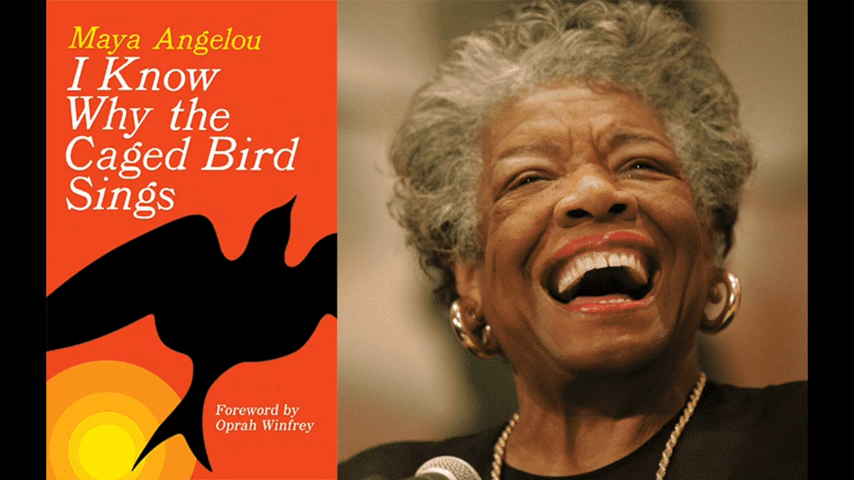 Maya Angelou
I Know
Why the
Caged Bird
Sings
Foreword by
Oprah Winfrey